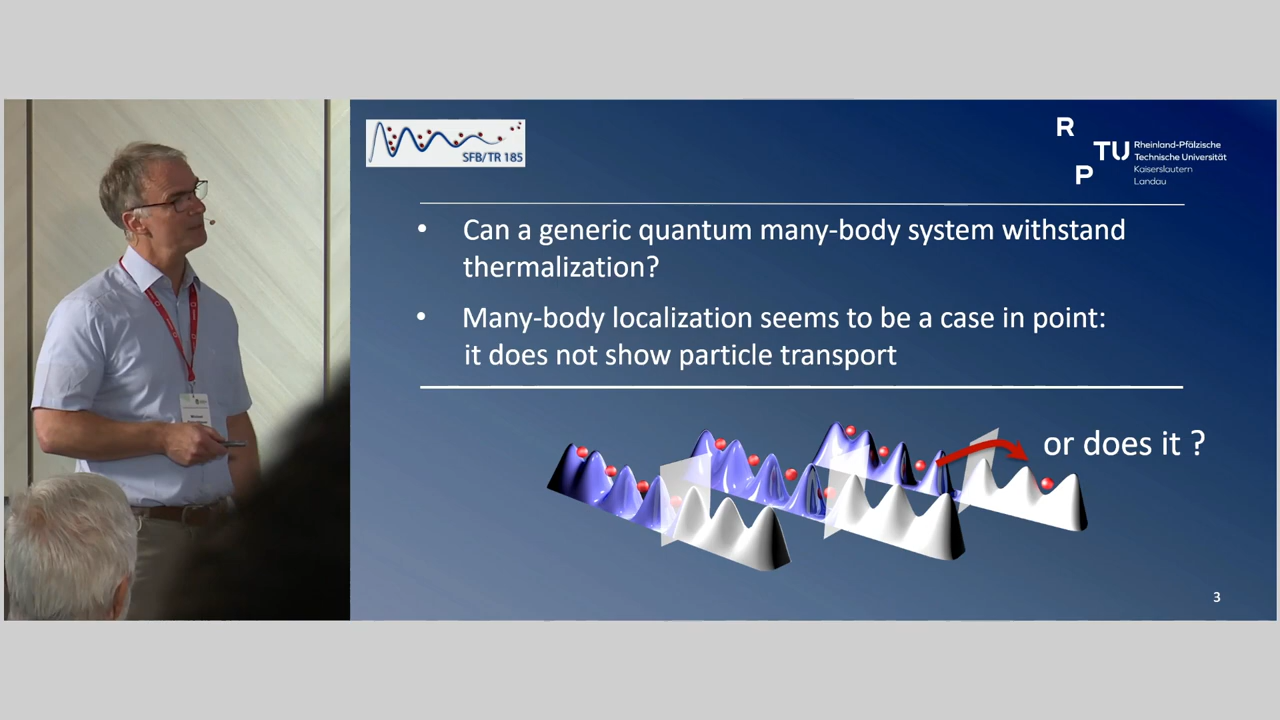 SFB/TR 185
R
TU
P
Rheinland-Pfälzische
Technische Universität
Kaiserslautern
Landau
• Can a generic quantum many-body system withstand
thermalization?
• Many-body localization seems to be a case in point:
it does not show particle transport
or does it ?
3